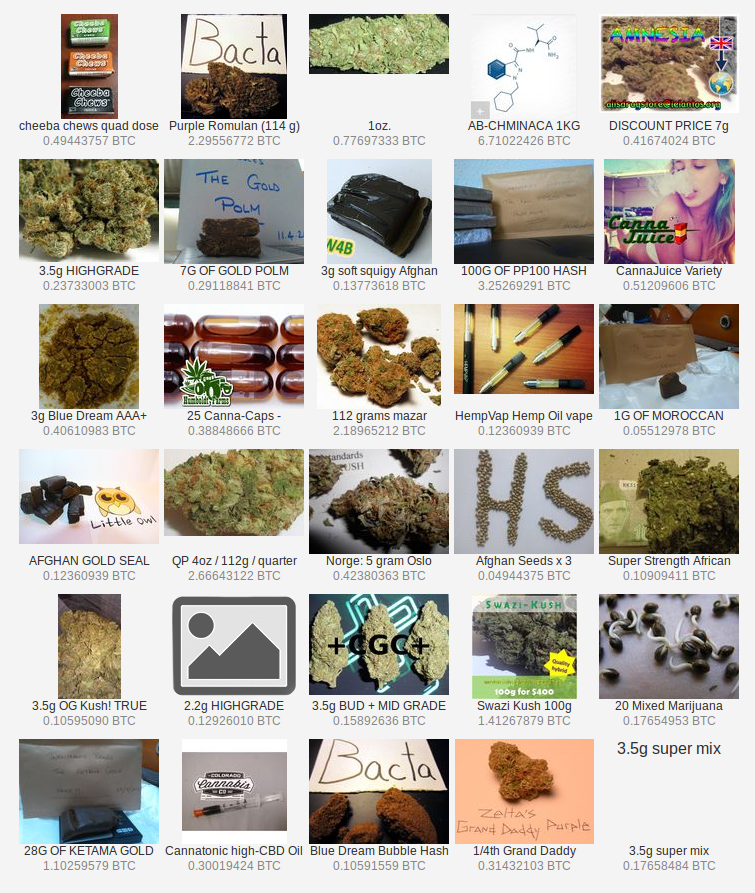 Cheeba
Chews
Cheeba
Chews
Cheeba
Chews
Bacta
AMNESIA
cheeba chews quad dose
0.49443757 BTC
Purple Romulan (114 g)
2.29556772 BTC
1oz.
0.77697333 BTC
AB-CHMINACA 1KG
6.71022426 BTC
DISCOUNT PRICE 7g
0.41674024 BTC
THE GOLD
POLM
11.4.2
W4B
Canna
Juice
3.5g HIGHGRADE
0.23733003 BTC
7G OF GOLD POLM
0.29118841 BTC
3g soft squigy Afghan
0.13773618 BTC
100G OF PP100 HASH
3.25269291 BTC
CannaJuice Variety
0.51209606 BTC
Humboldt Farms
3g Blue Dream AAA+
0.40610983 BTC
25 Canna-Caps -
0.38848666 BTC
112 grams mazar
2.18965212 BTC
HempVap Hemp Oil vape
0.12360939 BTC
1G OF MOROCCAN
0.05512978 BTC
Little owl
HS
AFGHAN GOLD SEAL
0.12360939 BTC
QP 4oz / 112g / quarter
2.66643122 BTC
Norge: 5 gram Oslo
0.42380363 BTC
Afghan Seeds x 3
0.04944375 BTC
Super Strength African
0.10909411 BTC
+CGC+
SWAZI-KUSH
Quality
hybrid
100g for $400
3.5g OG Kush! TRUE
0.10595090 BTC
2.2g HIGHGRADE
0.12926010 BTC
3.5g BUD + MID GRADE
0.15892636 BTC
Swazi Kush 100g
1.41267879 BTC
20 Mixed Marijuana
0.17654953 BTC
COLORADO
Cannabis
CO
Bacta
Zelta's
Grand Daddy Purple
3.5g super mix
28G OF KETAMA GOLD
1.10259579 BTC
Cannatonic high-CBD Oil
0.30019424 BTC
Blue Dream Bubble Hash
0.10591559 BTC
1/4th Grand Daddy
0.31432103 BTC
3.5g super mix
0.17658484 BTC